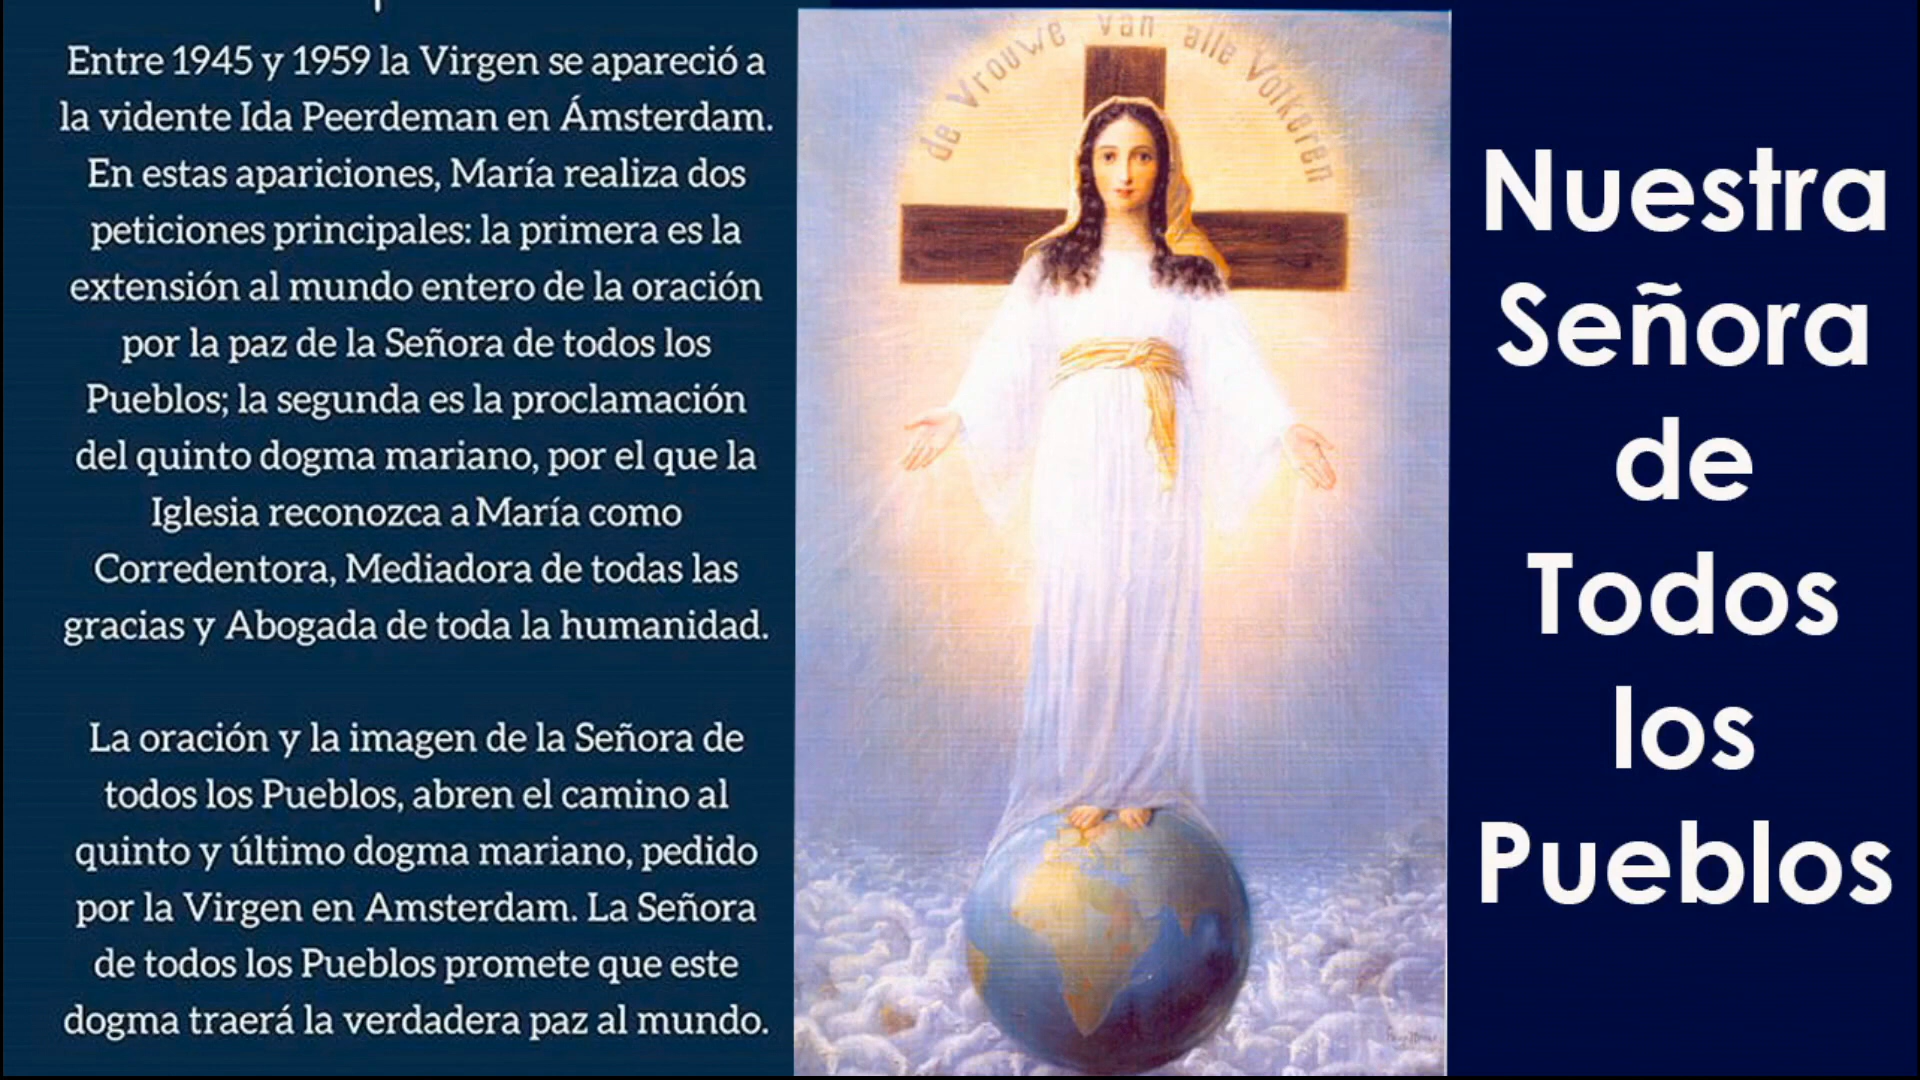 Entre 1945 y 1959 la Virgen se apareció a
la vidente Ida Peerdeman en Ámsterdam.
En estas apariciones, María realiza dos
peticiones principales: la primera es la
extensión al mundo entero de la oración
por la paz de la Señora de todos los
Pueblos; la segunda es la proclamación
del quinto dogma mariano, por el que la
Iglesia reconozca a María como
Corredentora, Mediadora de todas las
gracias y Abogada de toda la humanidad.
La oración y la imagen de la Señora de
todos los Pueblos, abren el camino al
quinto y último dogma mariano, pedido
por la Virgen en Amsterdam. La Señora
de todos los Pueblos promete que este
dogma traerá la verdadera paz al mundo.
de Vrouwe van alle Volkeren
Nuestra
Señora
de
Todos
los
Pueblos